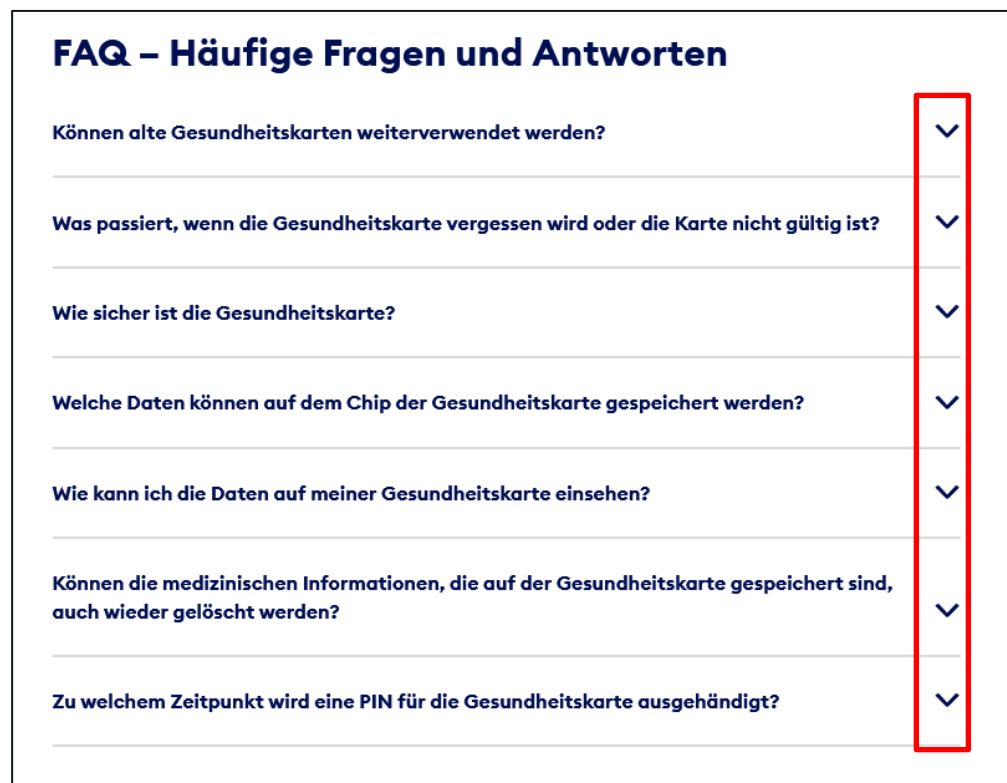 FAQ – Häufige Fragen und Antworten
Können alte Gesundheitskarten weiterverwendet werden?
Was passiert, wenn die Gesundheitskarte vergessen wird oder die Karte nicht gültig ist?
Wie sicher ist die Gesundheitskarte?
Welche Daten können auf dem Chip der Gesundheitskarte gespeichert werden?
Wie kann ich die Daten auf meiner Gesundheitskarte einsehen?
Können die medizinischen Informationen, die auf der Gesundheitskarte gespeichert sind,
auch wieder gelöscht werden?
Zu welchem Zeitpunkt wird eine PIN für die Gesundheitskarte ausgehändigt?